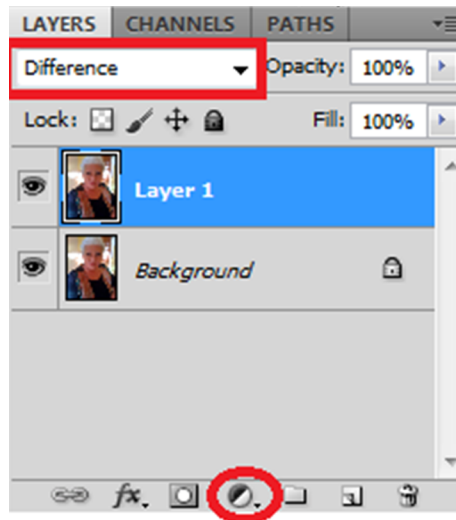 LAYERS CHANNELS PATHS
Difference Opacity: 100%
Lock: Fill: 100%
Layer 1
Background
fx.